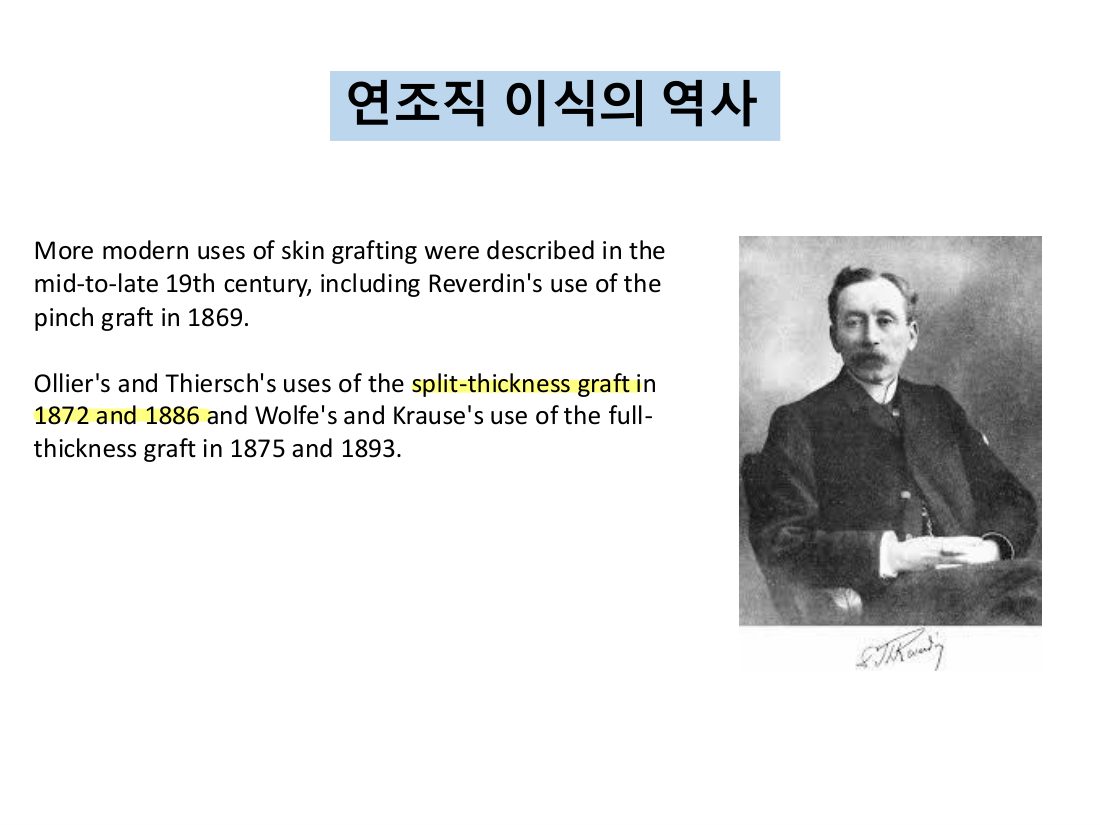 연조직 이식의 역사
More modern uses of skin grafting were described in the
mid-to-late 19th century, including Reverdin's use of the
pinch graft in 1869.
Ollier's and Thiersch's uses of the split-thickness graft in
1872 and 1886 and Wolfe's and Krause's use of the full-
thickness graft in 1875 and 1893.